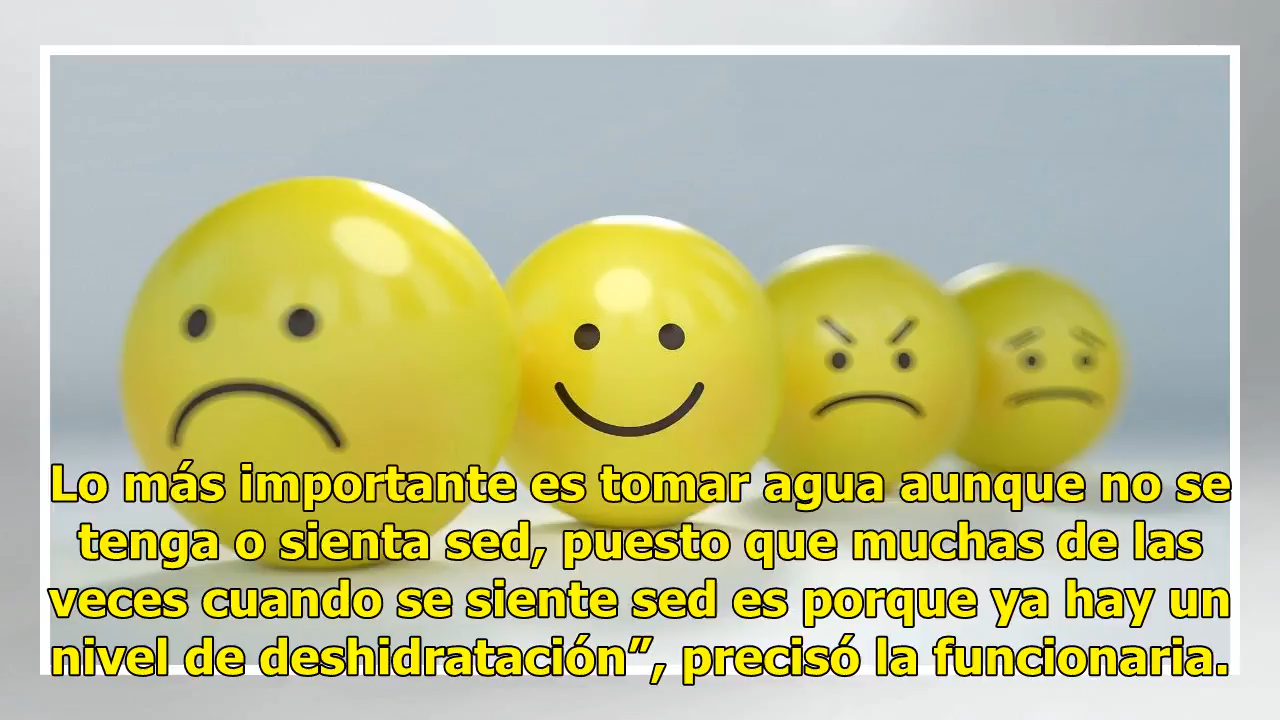 Lo más importante es tomar agua aunque no se
tenga o sienta sed, puesto que muchas de las
veces cuando se siente sed es porque ya hay un
nivel de deshidratación”, precisó la funcionaria.